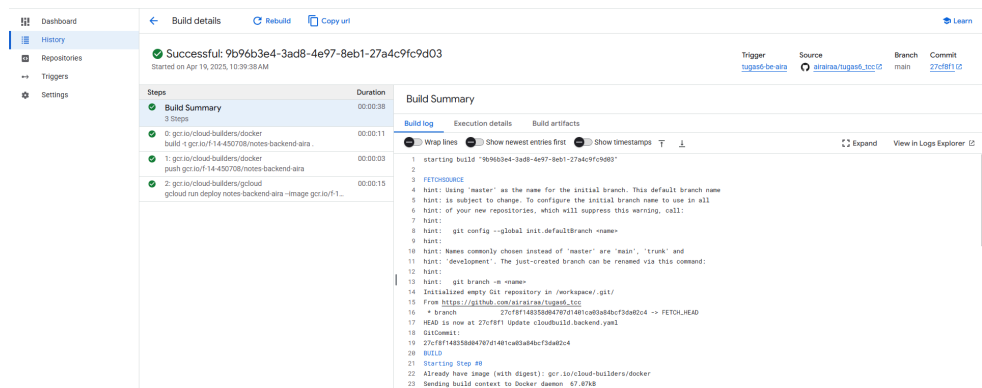 Dashboard
History
Repositories
Triggers
Settings
Build details
Rebuild
Copy url
Learn
Successful: 9b96b3e4-3ad8-4e97-8eb1-27a4c9fc9d03
Started on Apr 19, 2025, 10:39:38 AM
Trigger
tugas6-be-aira
Source
airairaa/tugas6_tcc
Branch
main
Commit
27cf8f1
Steps
Duration
Build Summary
00:00:38
3 Steps
0: gcr.io/cloud-builders/docker
00:00:11
build -t gcr.io/f-14-450708/notes-backend-aira .
1: gcr.io/cloud-builders/docker
00:00:03
push gcr.io/f-14-450708/notes-backend-aira
2: gcr.io/cloud-builders/gcloud
00:00:15
gcloud run deploy notes-backend-aira --image gcr.io/f-1...
Build Summary
Build log
Execution details
Build artifacts
Wrap lines
Show newest entries first
Show timestamps
Expand
View in Logs Explorer
1 starting build "9b96b3e4-3ad8-4e97-8eb1-27a4c9fc9d03"
2
3 FETCHSOURCE
4 hint: Using 'master' as the name for the initial branch. This default branch name
5 hint: is subject to change. To configure the initial branch name to use in all
6 hint: of your new repositories, which will suppress this warning, call:
7 hint:
8 hint: git config --global init.defaultBranch <name>
9 hint:
10 hint: Names commonly chosen instead of 'master' are 'main', 'trunk' and
11 hint: 'development'. The just-created branch can be renamed via this command:
12 hint:
13 hint: git branch -m <name>
14 Initialized empty Git repository in /workspace/.git/
15 From https://github.com/airairaa/tugas6_tcc
16 * branch 27cf8f148358d04707d1401ca03a84bcf3da02c4 -> FETCH_HEAD
17 HEAD is now at 27cf8f1 Update cloudbuild.backend.yaml
18 GitCommit:
19 27cf8f148358d04707d1401ca03a84bcf3da02c4
20 BUILD
21 Starting Step #0
22 Already have image (with digest): gcr.io/cloud-builders/docker
23 Sending build context to Docker daemon 67.07kB